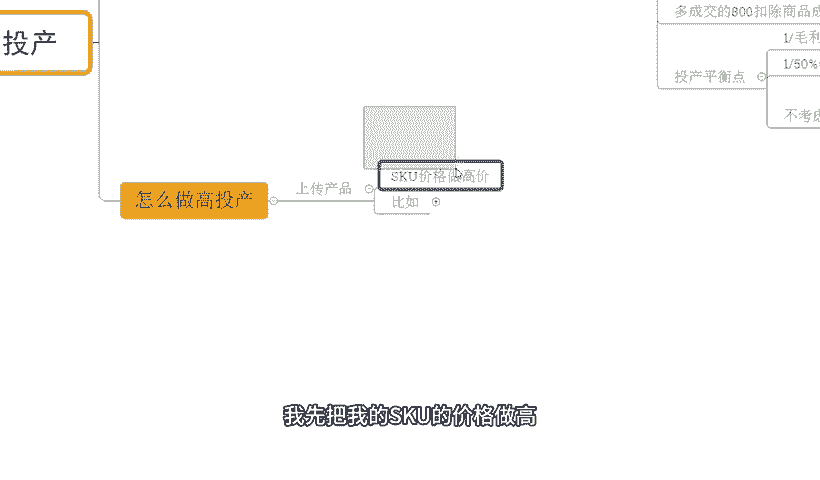 多成交的800扣除商品成
1/毛利
投产
1/50%
投产平衡点
不考虑
SKU价格做高价
上传产品
怎么做高投产
比如
我先把我的SKU的价格做高